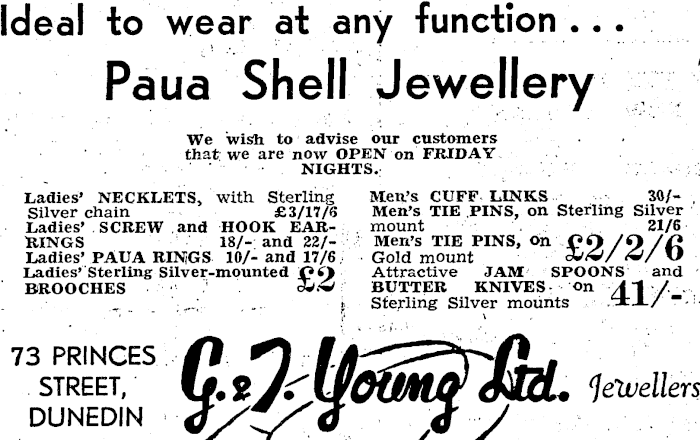 Ideal to wear at any function...
Paua Shell Jewellery
We wish to advise our customers
that we are now OPEN on FRIDAY
NIGHTS.
Ladies' NECKLETS, with Sterling
Silver chain £3/17/6
Ladies' SCREW and HOOK EAR-
RINGS 18/- and 22/-
Ladies' PAUA RINGS 10/- and 17/6
Ladies' Sterling Silver-mounted
BROOCHES £2
Men's CUFF LINKS 30/-
Men's TIE PINS, on Sterling Silver
mount 21/6
Men's TIE PINS, on
Gold mount £2/2/6
Attractive JAM SPOONS and
BUTTER KNIVES on
Sterling Silver mounts 41/-
73 PRINCES
STREET,
DUNEDIN
G. & T. Young Ltd. Jewellers